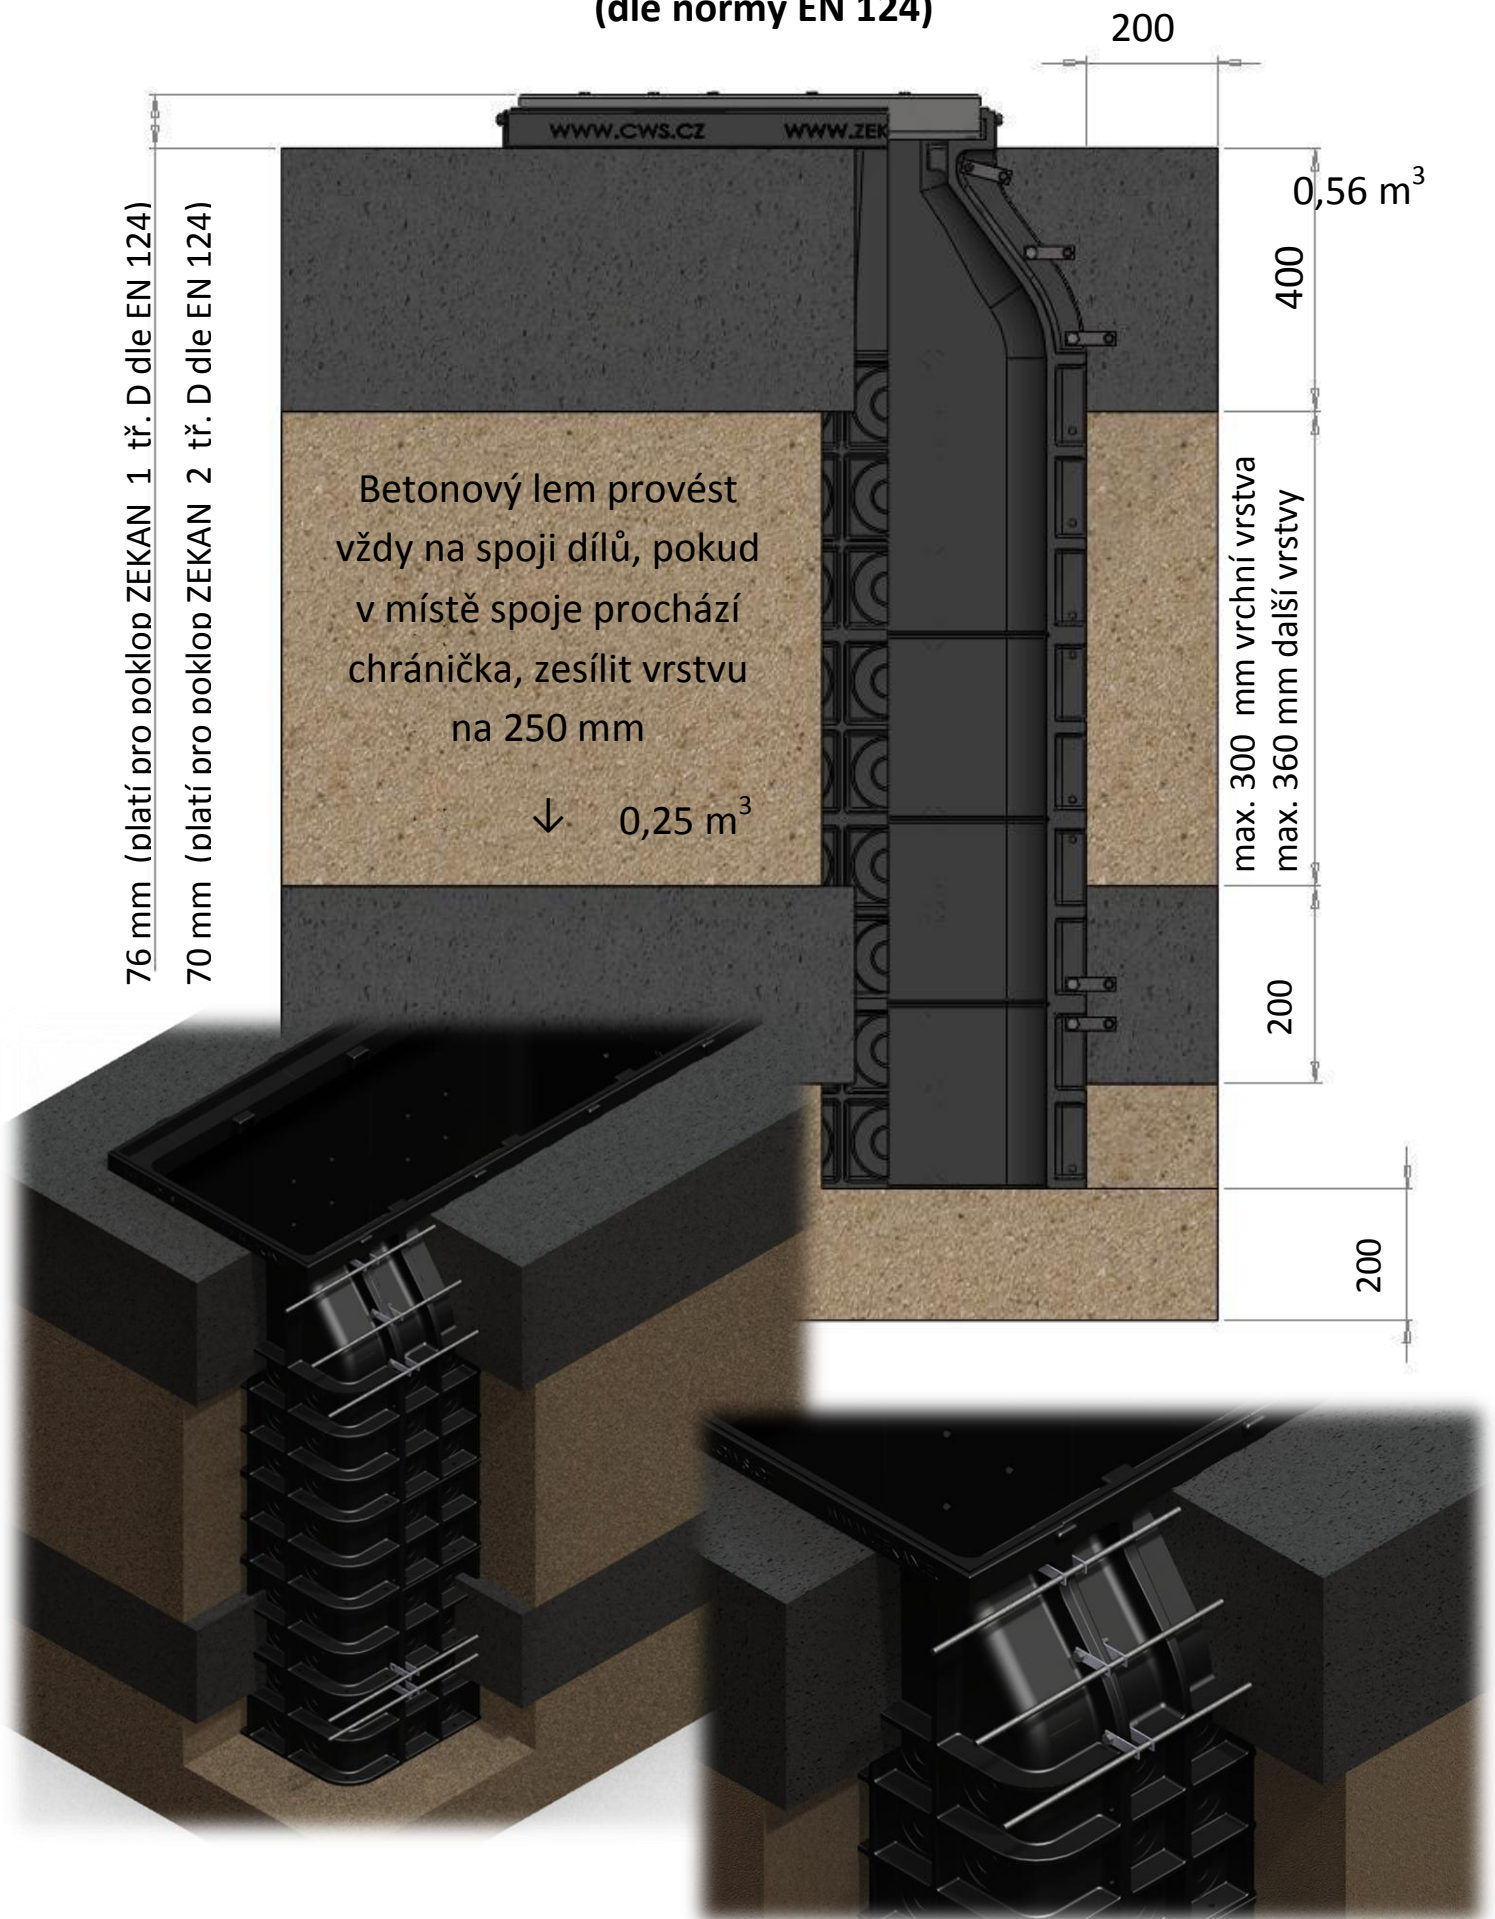 (dle normy EN 124)
200
WWW.CWS.CZ WWW.ZEK
0,56 m³
400
76 mm (platí pro poklop ZEKAN 1 tř. D dle EN 124)
70 mm (platí pro poklop ZEKAN 2 tř. D dle EN 124)
Betonový lem provést
vždy na spoji dílů, pokud
v místě spoje prochází
chránička, zesílit vrstvu
na 250 mm
↓ 0,25 m³
max. 300 mm vrchní vrstva
max. 360 mm další vrstvy
200
200